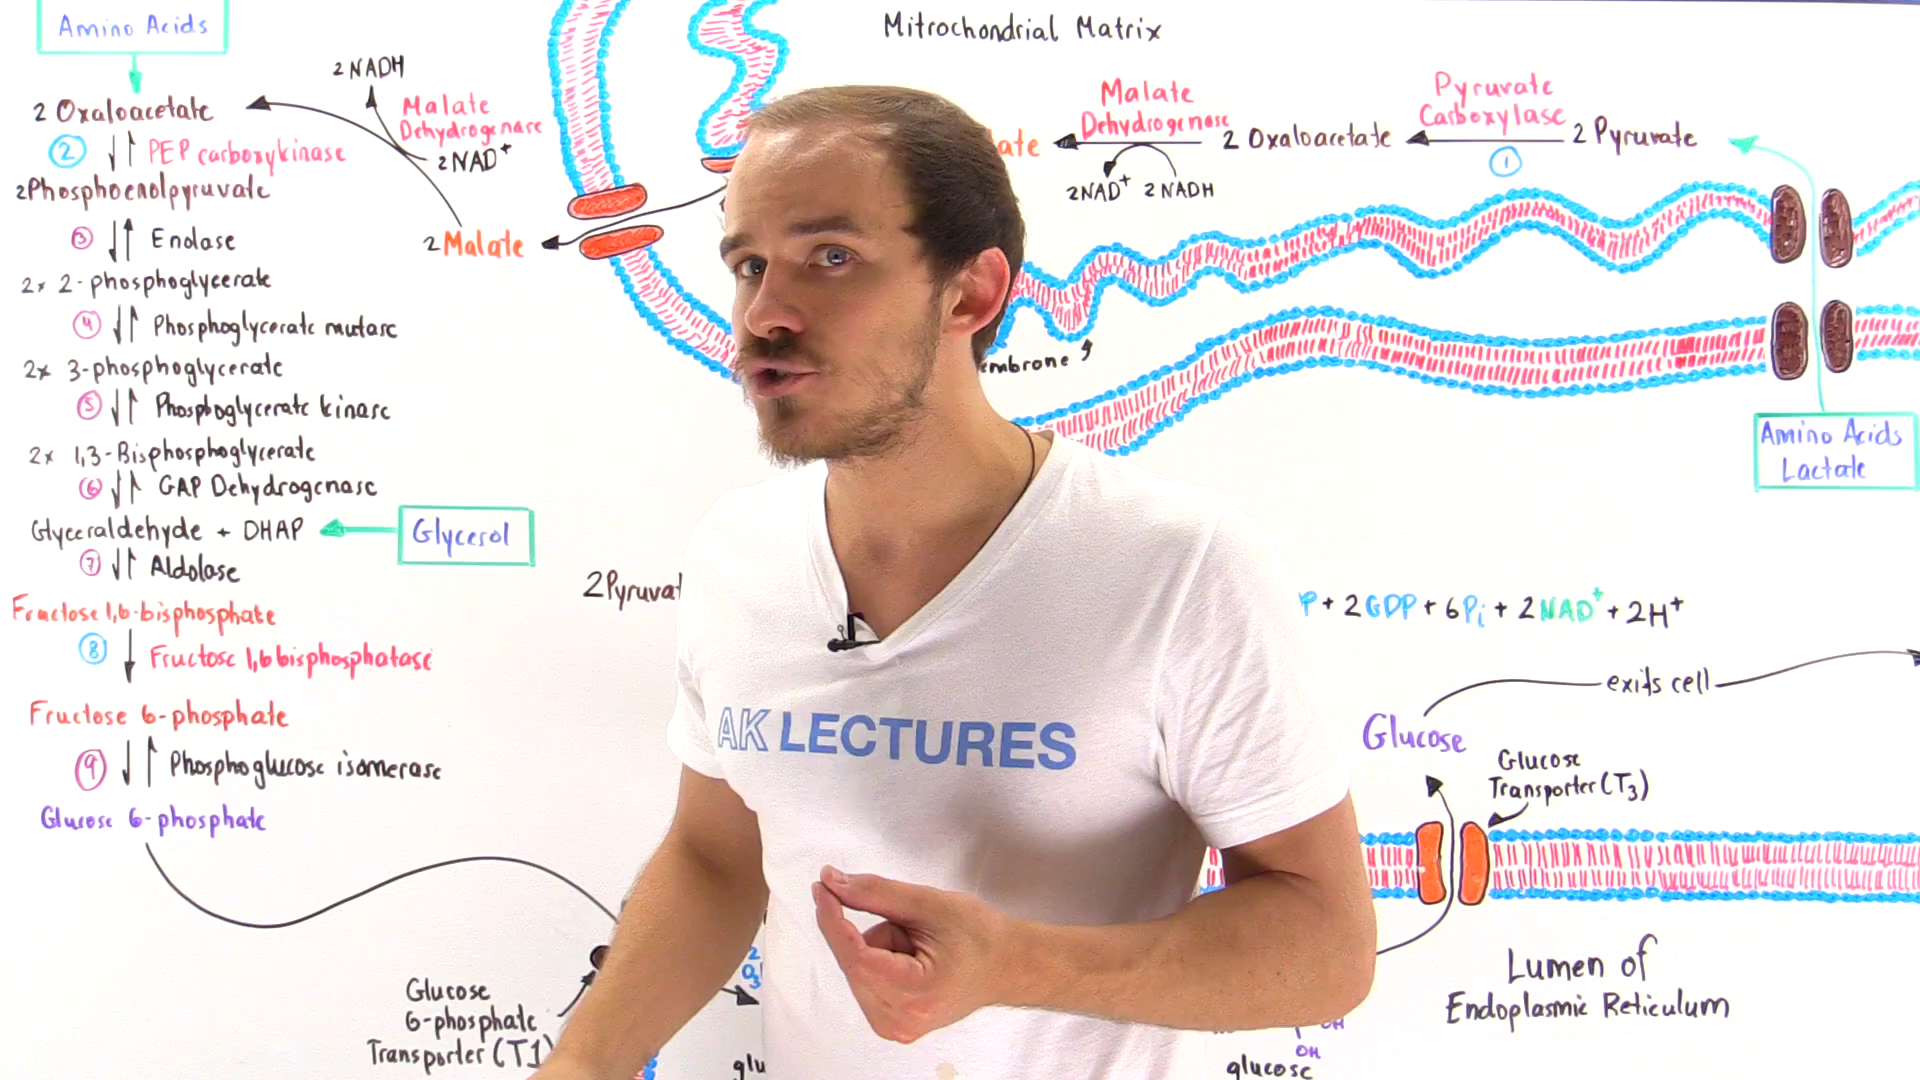 Amino Acids
2 Oxaloacetate
2
PEP carboxykinase
2Phosphoenolpyruvate
3
Enolase
2x 2-phosphoglycerate
4
Phosphoglycerate mutase
2x 3-phosphoglycerate
5
Phosphoglycerate kinase
2x 1,3-Bisphosphoglycerate
6
GAP Dehydrogenase
Glyceraldehyde + DHAP
Glycerol
7
Aldolase
Fructose 1,6-bisphosphate
8
Fructose 1,6 bisphosphatase
Fructose 6-phosphate
9
Phosphoglucose isomerase
Glucose 6-phosphate
Glucose
6-phosphate
Transporter (T1)
2 NADH
Malate
Dehydrogenase
2NAD+
2 Malate
Mitrochondrial Matrix
Malate
Dehydrogenase
2NAD+ 2 NADH
2 Oxaloacetate
Pyruvate
Carboxylase
1
2 Pyruvate
Amino Acids
Lactate
+ 2GDP + 6Pi + 2NAD+ + 2H+
AK LECTURES
exits cell
Glucose
Glucose
Transporter (T3)
Lumen of
Endoplasmic Reticulum
OH
OH
glucose